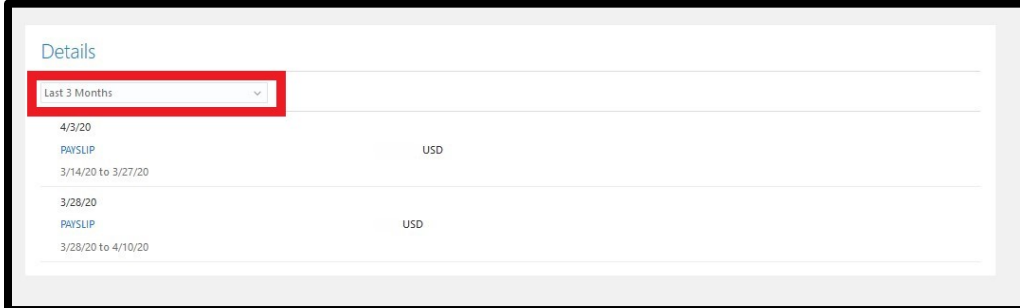 Details
Last 3 Months
4/3/20
PAYSLIP USD
3/14/20 to 3/27/20
3/28/20
PAYSLIP USD
3/28/20 to 4/10/20